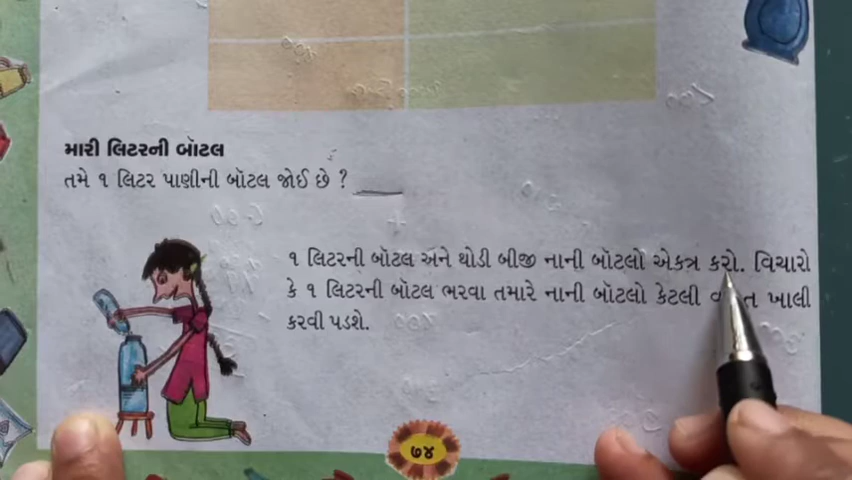 મારી લિટરની બૉટલ
તમે ૧ લિટર પાણીની બૉટલ જોઈ છે ?
૧ લિટરની બૉટલ અને થોડી બીજી નાની બૉટલો એકત્ર કરો. વિચારો
કે ૧ લિટરની બૉટલ ભરવા તમારે નાની બૉટલો કેટલી ખાલી
કરવી પડશે.
૭૪